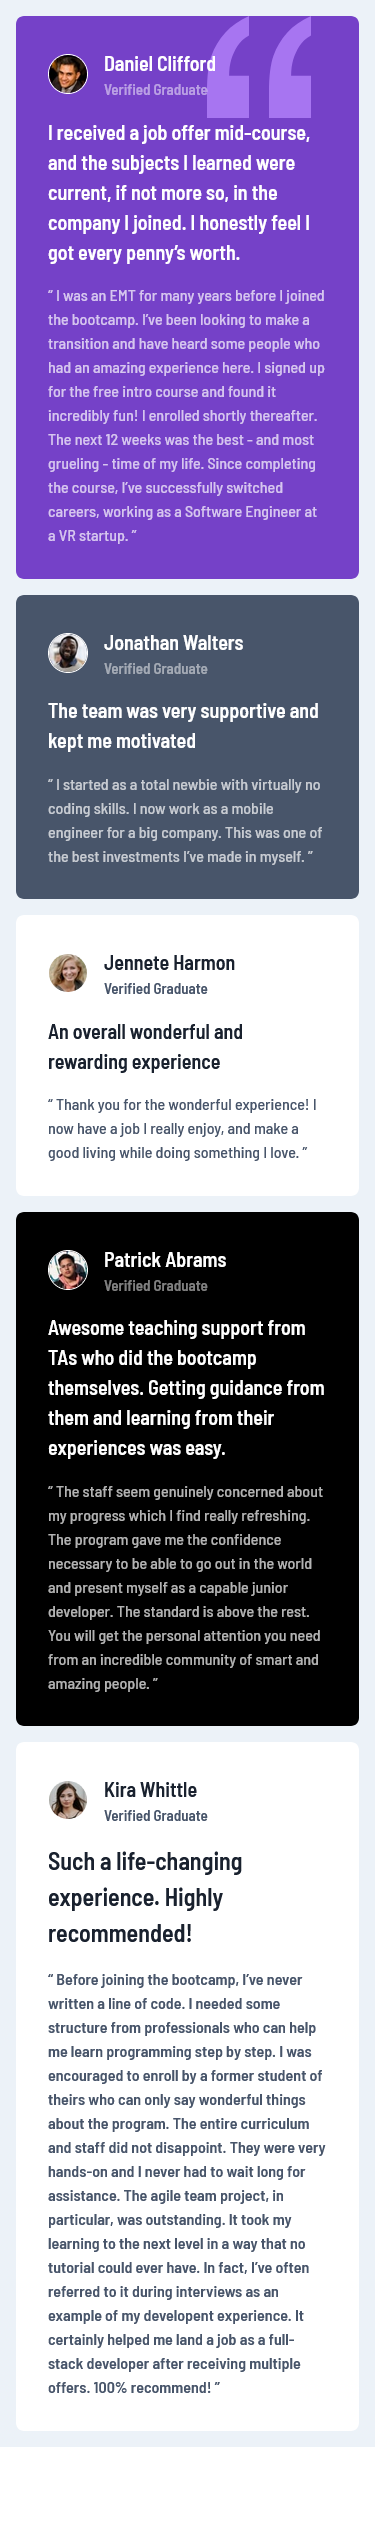 Daniel Clifford
Verified Graduate
I received a job offer mid-course,
and the subjects I learned were
current, if not more so, in the
company I joined. I honestly feel I
got every penny’s worth.
“ I was an EMT for many years before I joined
the bootcamp. I’ve been looking to make a
transition and have heard some people who
had an amazing experience here. I signed up
for the free intro course and found it
incredibly fun! I enrolled shortly thereafter.
The next 12 weeks was the best - and most
grueling - time of my life. Since completing
the course, I’ve successfully switched
careers, working as a Software Engineer at
a VR startup. ”
Jonathan Walters
Verified Graduate
The team was very supportive and
kept me motivated
“ I started as a total newbie with virtually no
coding skills. I now work as a mobile
engineer for a big company. This was one of
the best investments I’ve made in myself. ”
Jennete Harmon
Verified Graduate
An overall wonderful and
rewarding experience
“ Thank you for the wonderful experience! I
now have a job I really enjoy, and make a
good living while doing something I love. ”
Patrick Abrams
Verified Graduate
Awesome teaching support from
TAs who did the bootcamp
themselves. Getting guidance from
them and learning from their
experiences was easy.
“ The staff seem genuinely concerned about
my progress which I find really refreshing.
The program gave me the confidence
necessary to be able to go out in the world
and present myself as a capable junior
developer. The standard is above the rest.
You will get the personal attention you need
from an incredible community of smart and
amazing people. ”
Kira Whittle
Verified Graduate
Such a life-changing
experience. Highly
recommended!
“ Before joining the bootcamp, I’ve never
written a line of code. I needed some
structure from professionals who can help
me learn programming step by step. I was
encouraged to enroll by a former student of
theirs who can only say wonderful things
about the program. The entire curriculum
and staff did not disappoint. They were very
hands-on and I never had to wait long for
assistance. The agile team project, in
particular, was outstanding. It took my
learning to the next level in a way that no
tutorial could ever have. In fact, I’ve often
referred to it during interviews as an
example of my developent experience. It
certainly helped me land a job as a full-
stack developer after receiving multiple
offers. 100% recommend! ”